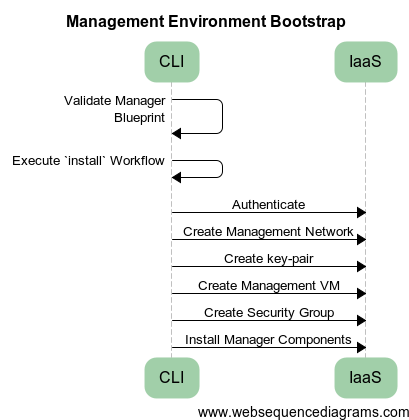 Management Environment Bootstrap
CLI
IaaS
Validate Manager
Blueprint
Execute `install` Workflow
Authenticate
Create Management Network
Create key-pair
Create Management VM
Create Security Group
Install Manager Components
CLI
IaaS
www.websequencediagrams.com